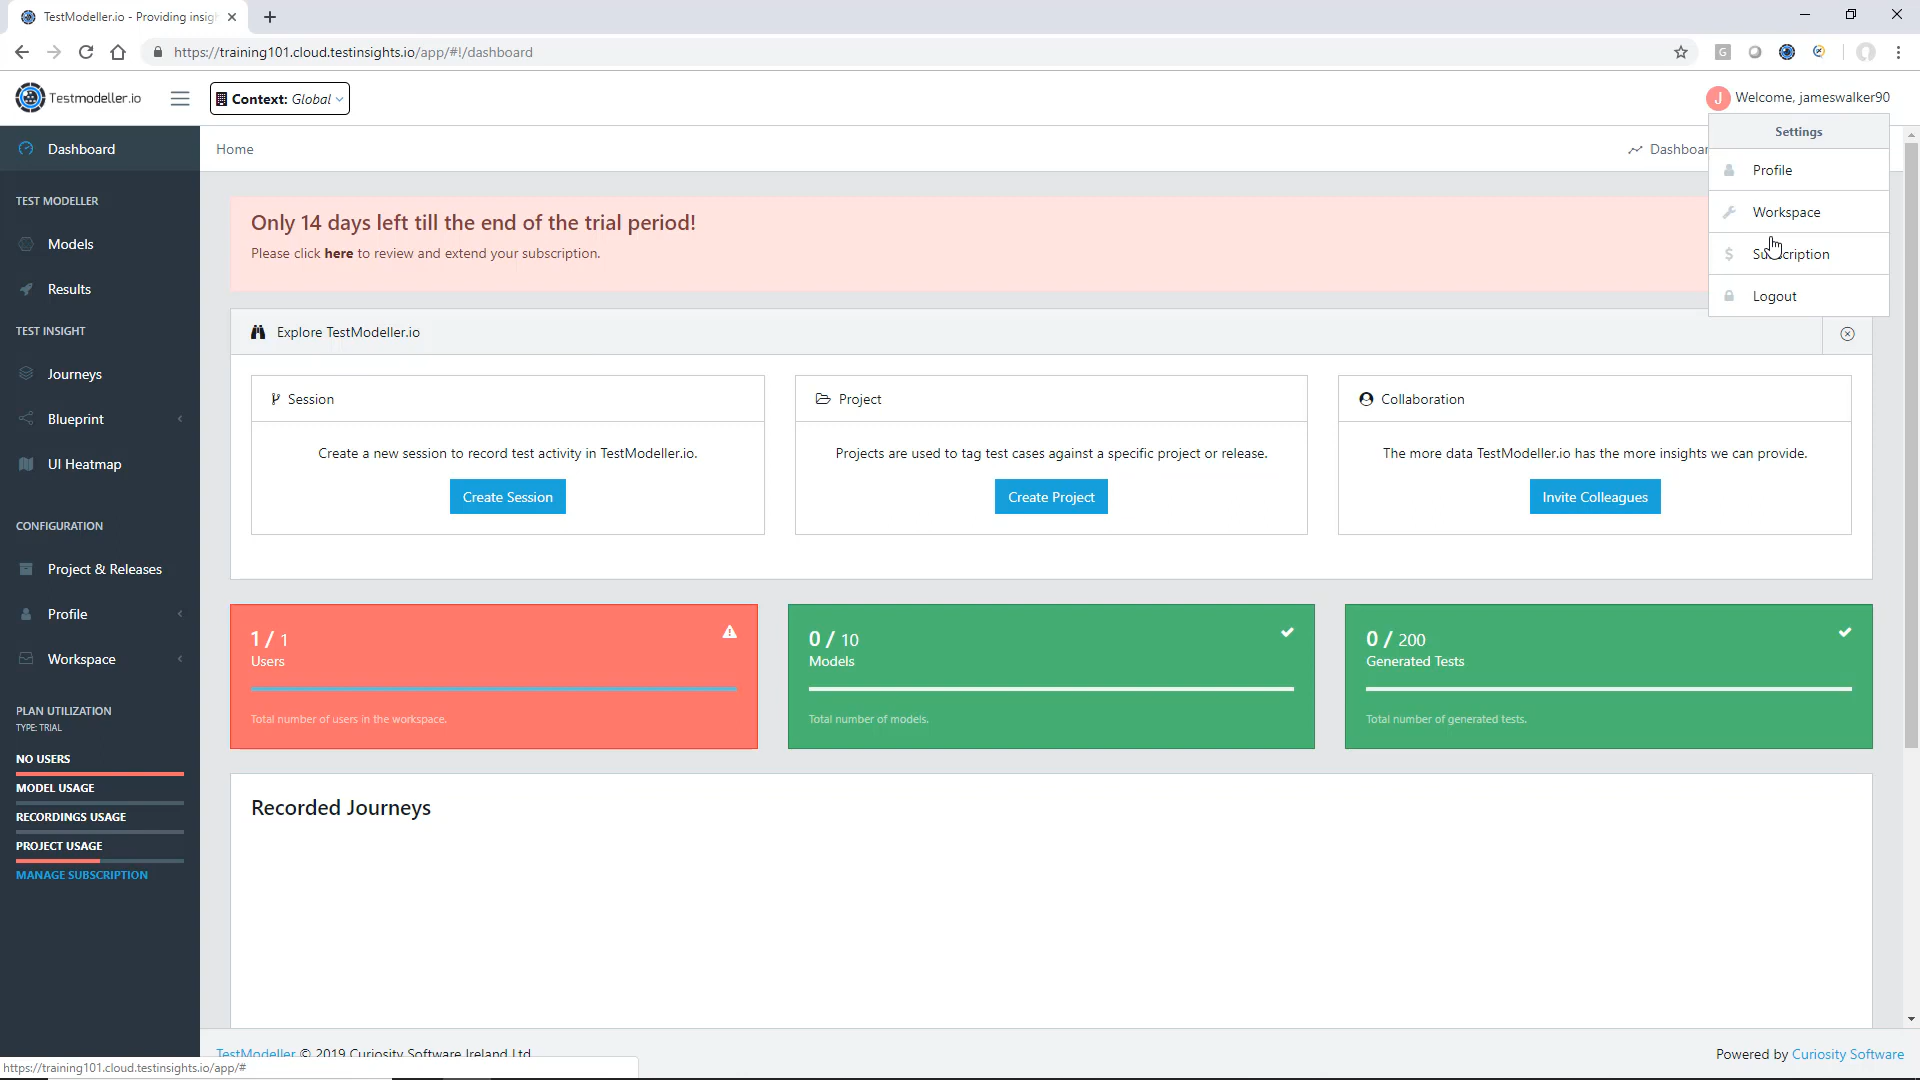 TestModeller.io - Providing insigh
https://training101.cloud.testinsights.io/app/#!/dashboard
Testmodeller.io
Context: Global
J Welcome, jameswalker90
Settings
Profile
Workspace
Subscription
Logout
Dashboard
TEST MODELLER
Models
Results
TEST INSIGHT
Journeys
Blueprint
UI Heatmap
CONFIGURATION
Project & Releases
Profile
Workspace
PLAN UTILIZATION
TYPE: TRIAL
NO USERS
MODEL USAGE
RECORDINGS USAGE
PROJECT USAGE
MANAGE SUBSCRIPTION
Home
Dashboar
Only 14 days left till the end of the trial period!
Please click here to review and extend your subscription.
Explore TestModeller.io
Session
Create a new session to record test activity in TestModeller.io.
Create Session
Project
Projects are used to tag test cases against a specific project or release.
Create Project
Collaboration
The more data TestModeller.io has the more insights we can provide.
Invite Colleagues
1 / 1
Users
Total number of users in the workspace.
0 / 10
Models
Total number of models.
0 / 200
Generated Tests
Total number of generated tests.
Recorded Journeys
TestModeller © 2019 Curiosity Software Ireland Ltd
Powered by Curiosity Software
https://training101.cloud.testinsights.io/app/#